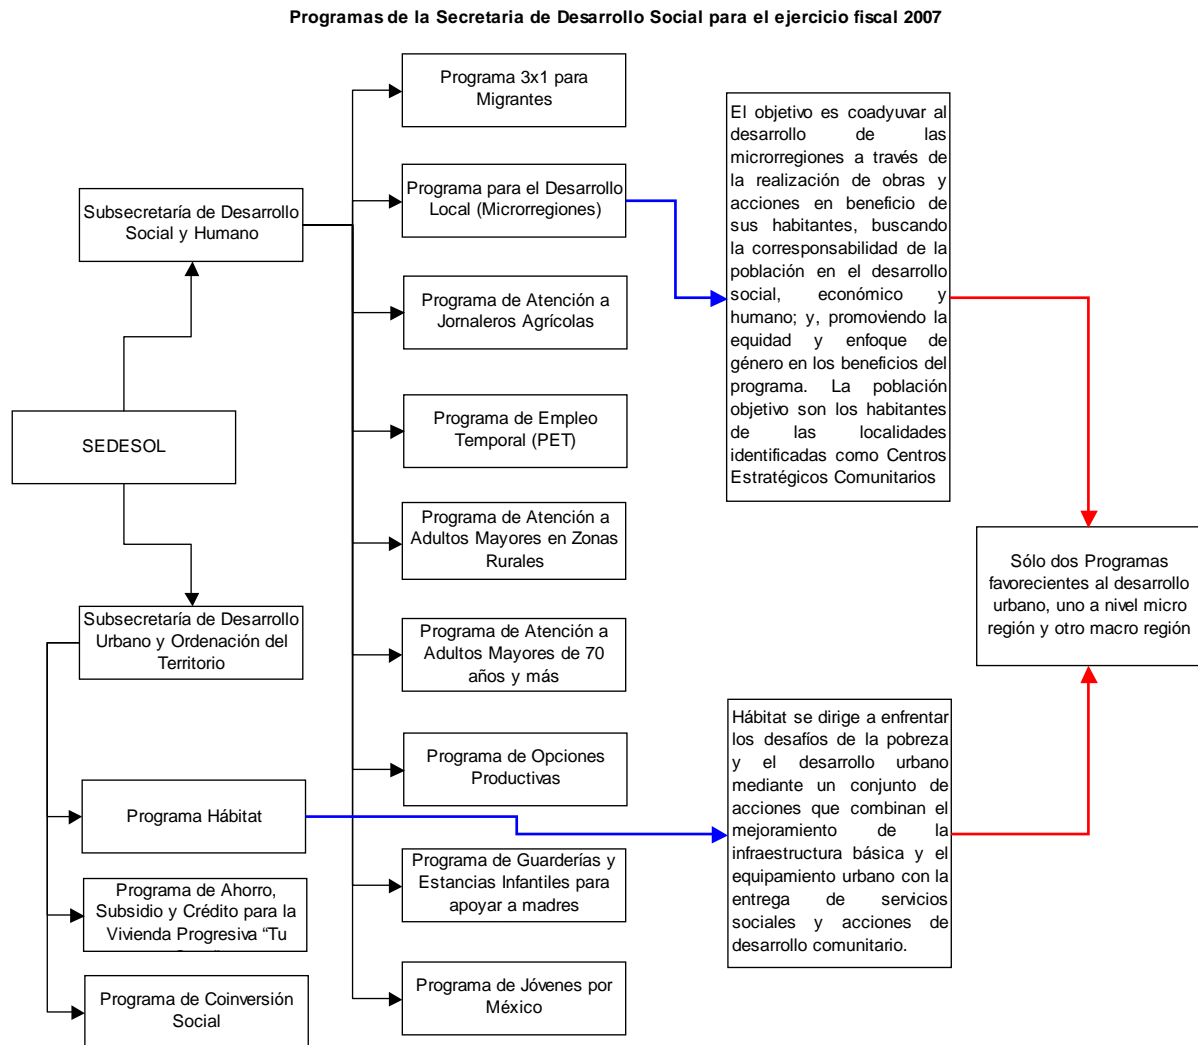 Programas de la Secretaria de Desarrollo Social para el ejercicio fiscal 2007
Programa 3x1 para
Migrantes
Programa para el Desarrollo
Local (Microrregiones)
Programa de Atención a
Jornaleros Agrícolas
Programa de Empleo
Temporal (PET)
Programa de Atención a
Adultos Mayores en Zonas
Rurales
Programa de Atención a
Adultos Mayores de 70
años y más
Programa de Opciones
Productivas
Programa de Guarderías y
Estancias Infantiles para
apoyar a madres
Programa de Jóvenes por
México
Subsecretaría de Desarrollo
Social y Humano
SEDESOL
Subsecretaría de Desarrollo
Urbano y Ordenación del
Territorio
Programa Hábitat
Programa de Ahorro,
Subsidio y Crédito para la
Vivienda Progresiva “Tu
Programa de Coinversión
Social
El objetivo es coadyuvar al
desarrollo de las
microrregiones a través de
la realización de obras y
acciones en beneficio de
sus habitantes, buscando
la corresponsabilidad de la
población en el desarrollo
social, económico y
humano; y, promoviendo la
equidad y enfoque de
género en los beneficios del
programa. La población
objetivo son los habitantes
de las localidades
identificadas como Centros
Estratégicos Comunitarios
Hábitat se dirige a enfrentar
los desafíos de la pobreza
y el desarrollo urbano
mediante un conjunto de
acciones que combinan el
mejoramiento de la
infraestructura básica y el
equipamiento urbano con la
entrega de servicios
sociales y acciones de
desarrollo comunitario.
Sólo dos Programas
favorecientes al desarrollo
urbano, uno a nivel micro
región y otro macro región